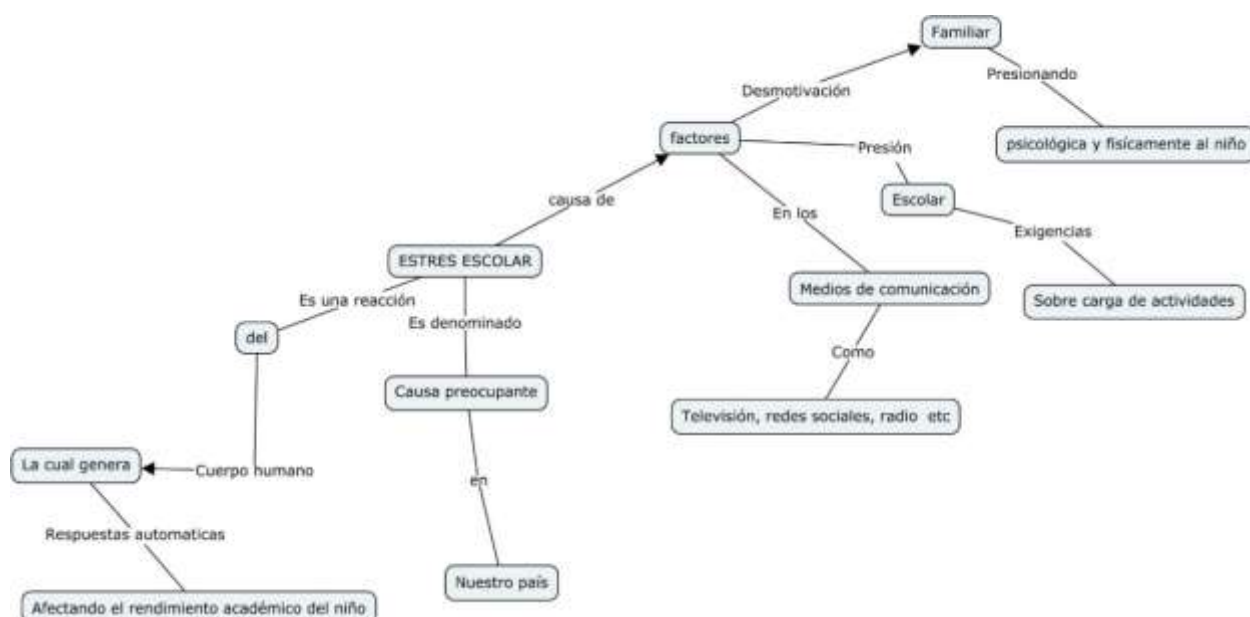 Familiar
Presionando
Desmotivación
factores
psicológica y fisícamente al niño
Presión
causa de
Escolar
En los
Exigencias
ESTRES ESCOLAR
Medios de comunicación
Sobre carga de actividades
Es una reacción
Es denominado
del
Como
Causa preocupante
Televisión, redes sociales, radio etc
La cual genera
Cuerpo humano
en
Respuestas automaticas
Nuestro país
Afectando el rendimiento académico del niño